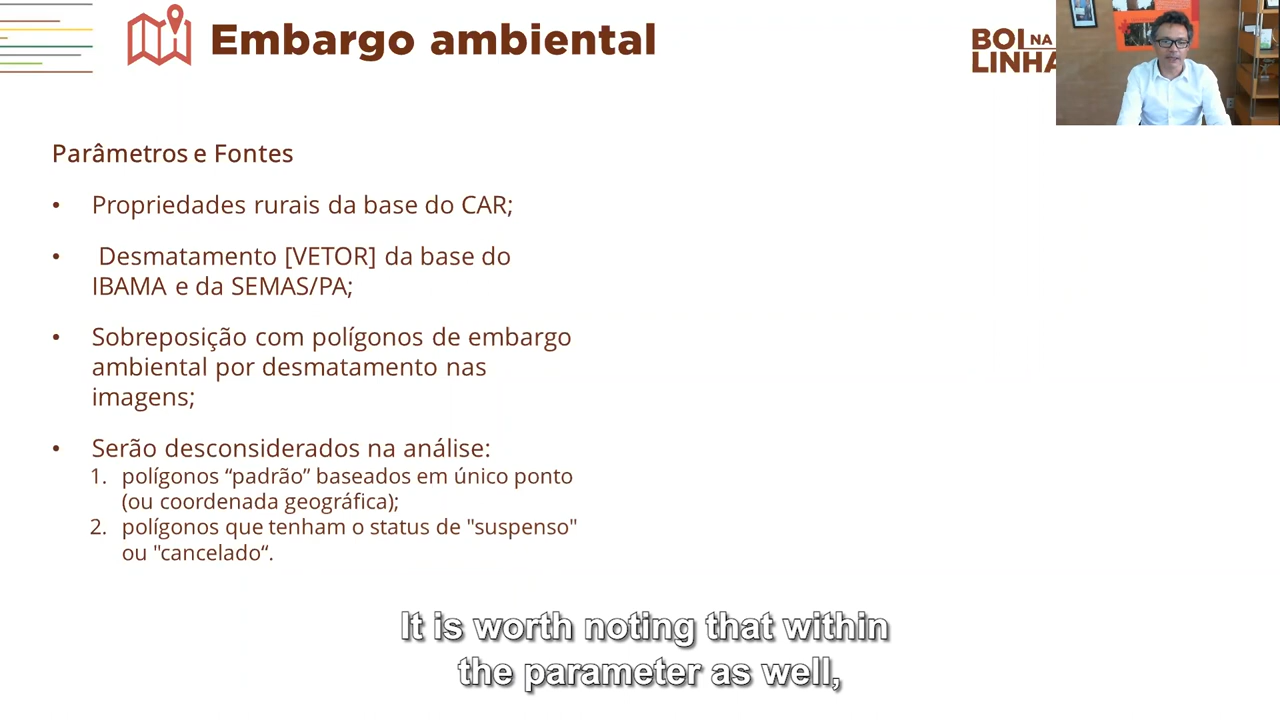 Embargo ambiental
BOI NA
LINHA
Parâmetros e Fontes
• Propriedades rurais da base do CAR;
• Desmatamento [VETOR] da base do
IBAMA e da SEMAS/PA;
• Sobreposição com polígonos de embargo
ambiental por desmatamento nas
imagens;
• Serão desconsiderados na análise:
1. polígonos “padrão” baseados em único ponto
(ou coordenada geográfica);
2. polígonos que tenham o status de "suspenso"
ou "cancelado“.
It is worth noting that within
the parameter as well,